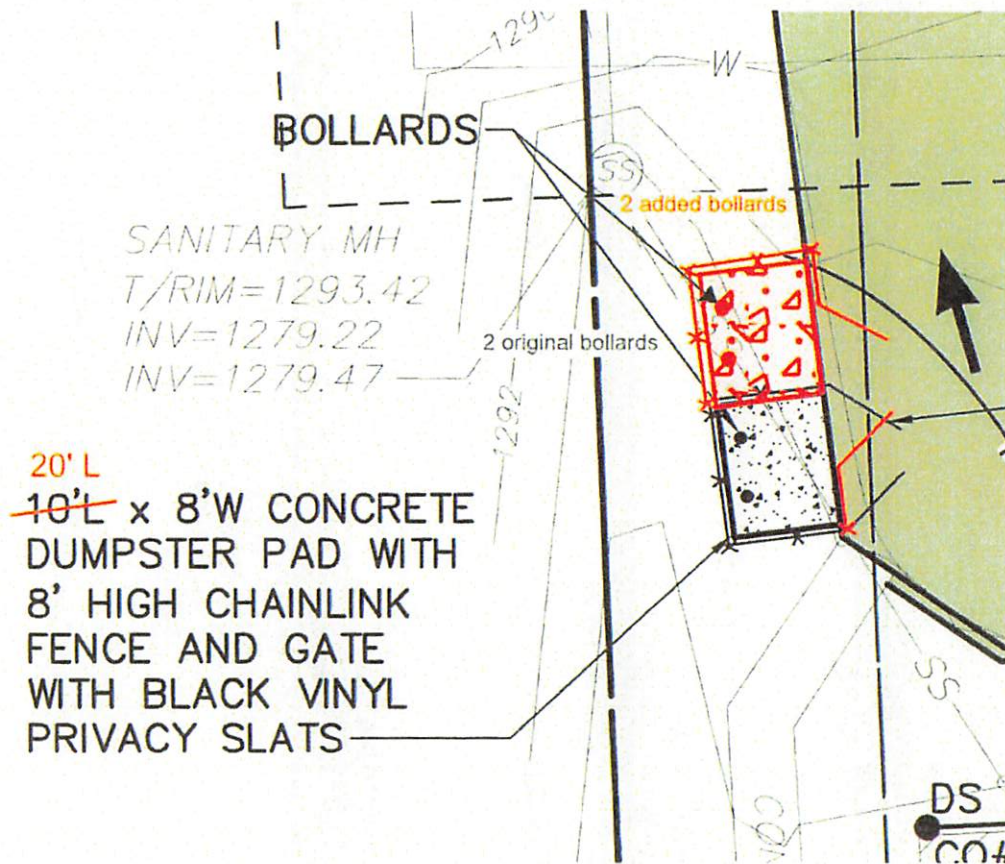 1290
W
BOLLARDS
SS
2 added bollards
SANITARY MH
T/RIM=1293.42
INV=1279.22
INV=1279.47
2 original bollards
1292
20' L
10'L x 8'W CONCRETE
DUMPSTER PAD WITH
8' HIGH CHAINLINK
FENCE AND GATE
WITH BLACK VINYL
PRIVACY SLATS
SS
DS